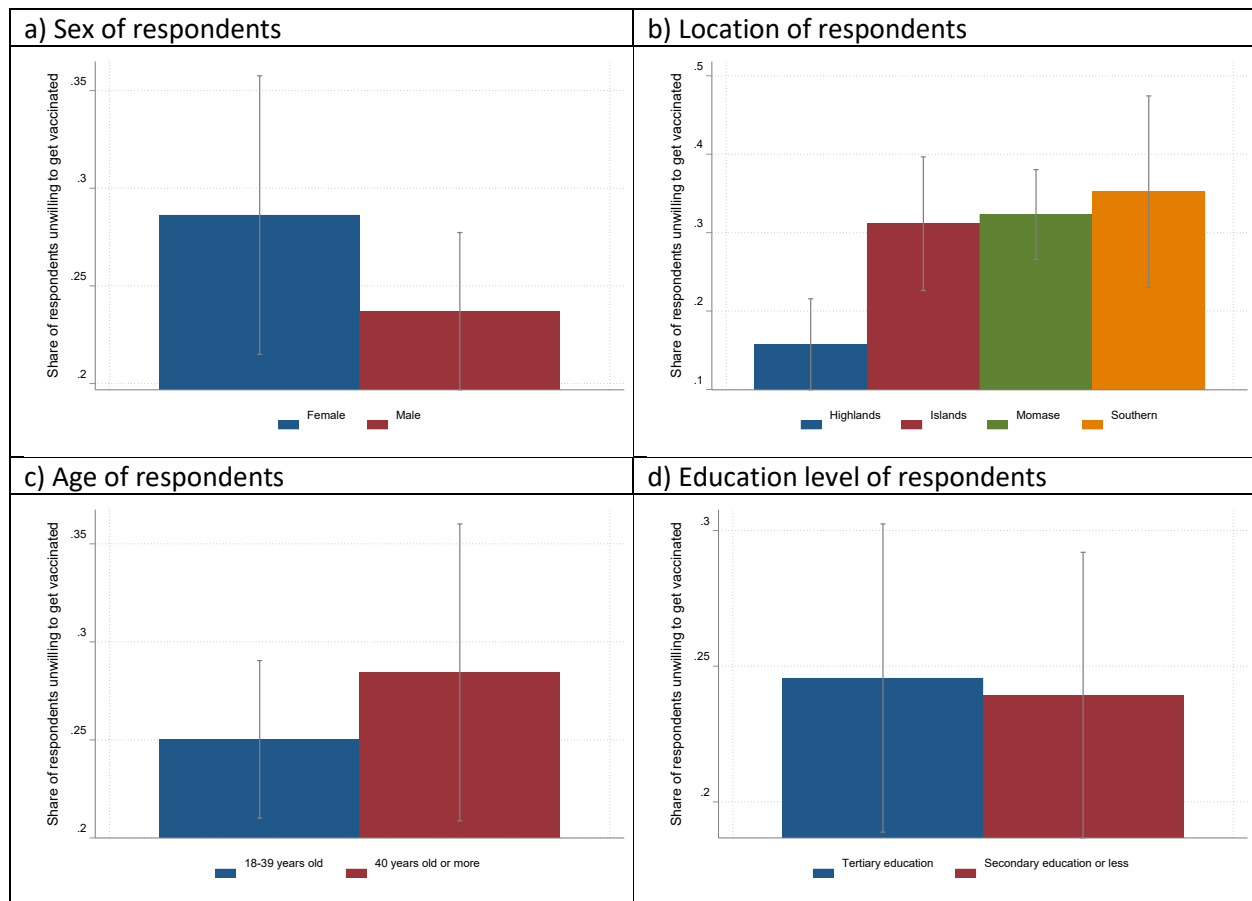 a) Sex of respondents
b) Location of respondents
Share of respondents unwilling to get vaccinated
.35
.3
.25
.2
Female Male
Share of respondents unwilling to get vaccinated
.5
.4
.3
.2
.1
Highlands Islands Momase Southern
c) Age of respondents
d) Education level of respondents
Share of respondents unwilling to get vaccinated
.35
.3
.25
.2
18-39 years old 40 years old or more
Share of respondents unwilling to get vaccinated
.3
.25
.2
Tertiary education Secondary education or less